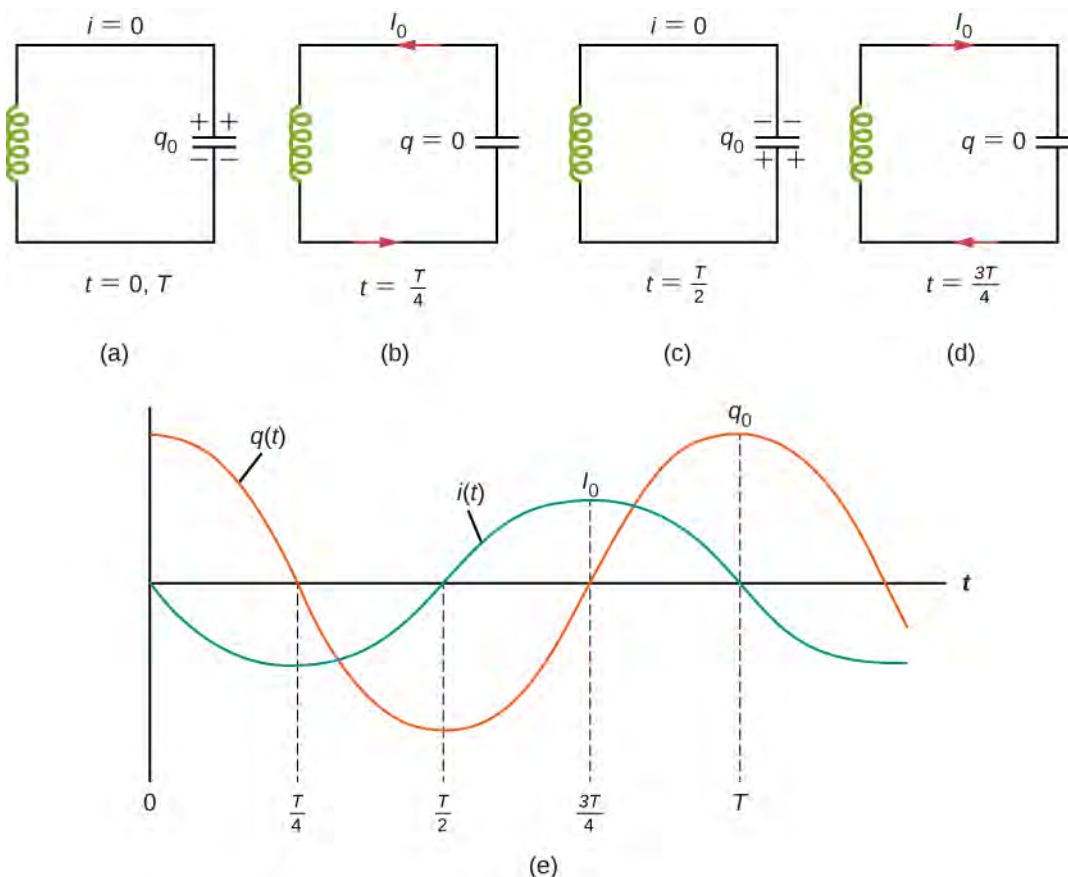 i = 0
I₀
i = 0
I₀
+ +
q₀
− −
q = 0
− −
q₀
+ +
q = 0
t = 0, T
t = T/4
t = T/2
t = 3T/4
(a)
(b)
(c)
(d)
q(t)
i(t)
I₀
q₀
t
0
T/4
T/2
3T/4
T
(e)